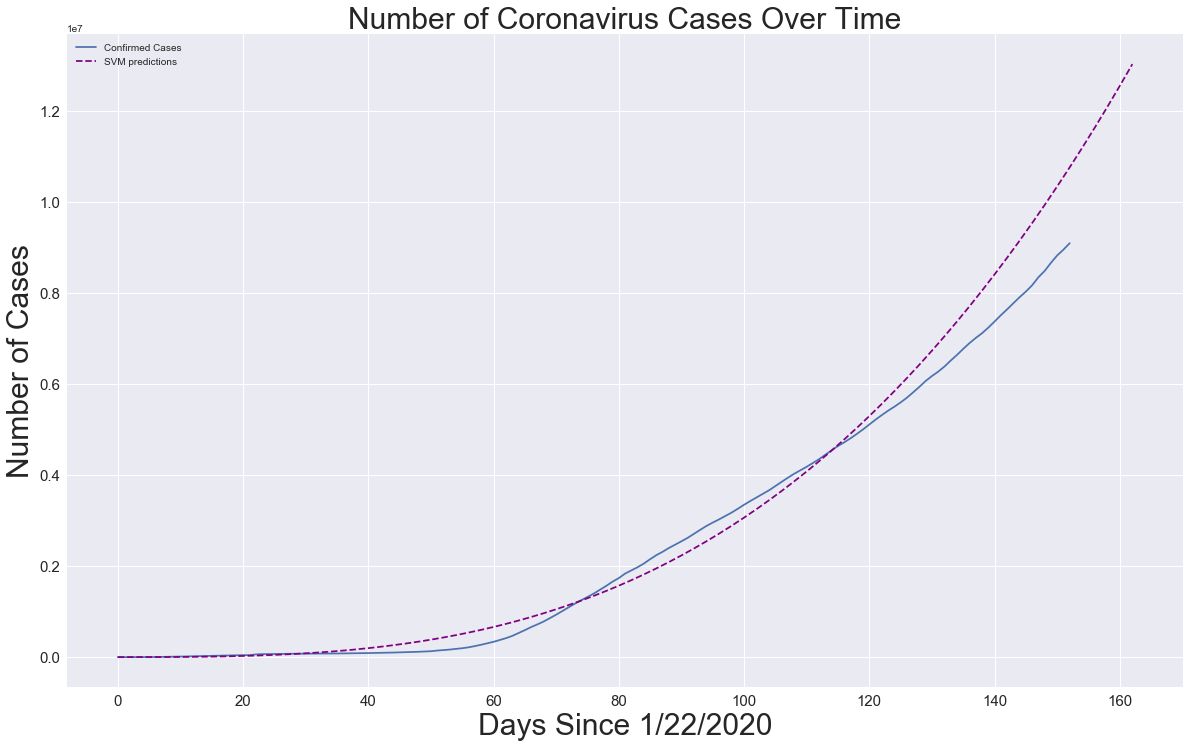 Number of Coronavirus Cases Over Time
1e7
Confirmed Cases
SVM predictions
1.2
1.0
0.8
0.6
0.4
0.2
0.0
Number of Cases
0 20 40 60 80 100 120 140 160
Days Since 1/22/2020